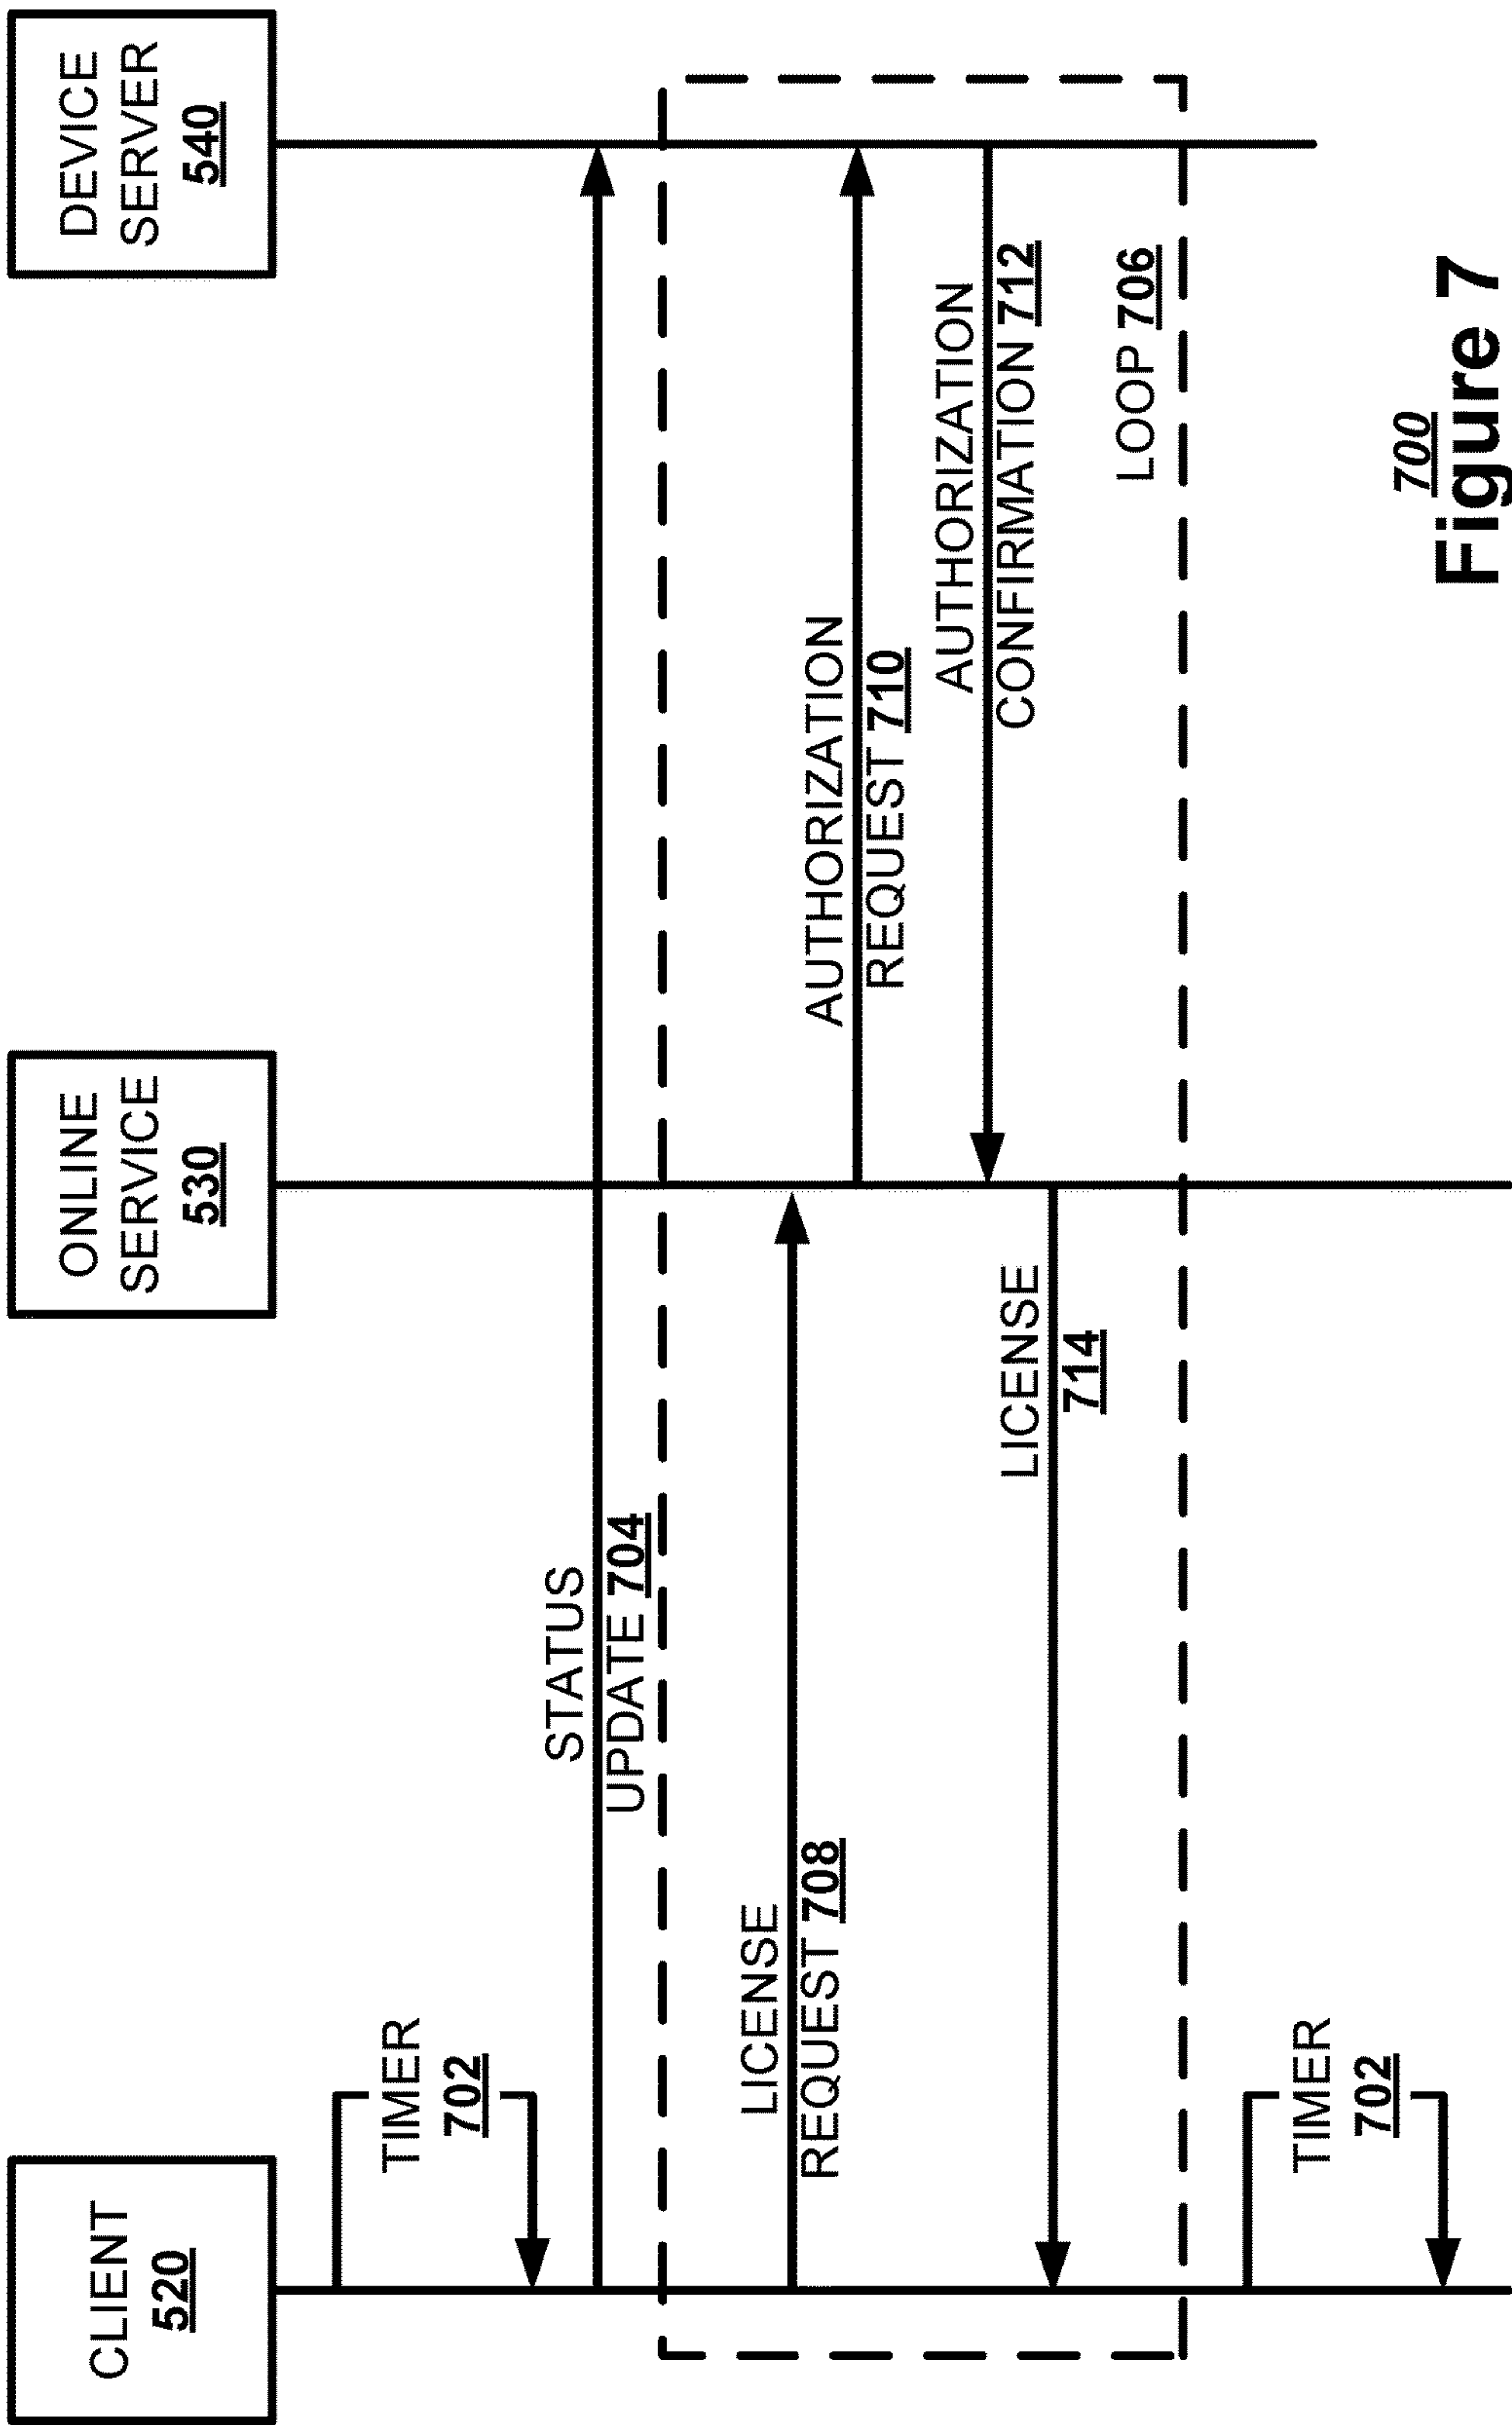 CLIENT
520
ONLINE
SERVICE
530
DEVICE
SERVER
540
TIMER
702
STATUS
UPDATE 704
LICENSE
REQUEST 708
AUTHORIZATION
REQUEST 710
AUTHORIZATION
CONFIRMATION 712
LICENSE
714
LOOP 706
TIMER
702
700
Figure 7